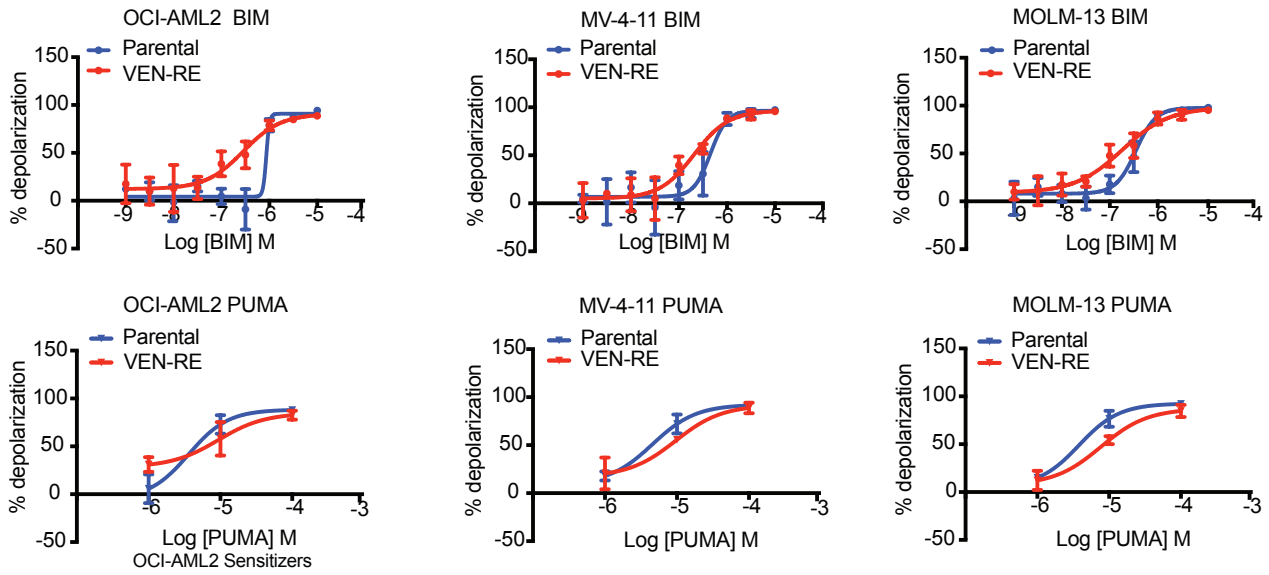 OCI-AML2 BIM
Parental
VEN-RE
% depolarization
150
100
50
0
-50
-9
-8
-7
-6
-5
-4
Log [BIM] M
MV-4-11 BIM
Parental
VEN-RE
% depolarization
150
100
50
0
-50
-9
-8
-7
-6
-5
-4
Log [BIM] M
MOLM-13 BIM
Parental
VEN-RE
% depolarization
150
100
50
0
-50
-9
-8
-7
-6
-5
-4
Log [BIM] M
OCI-AML2 PUMA
Parental
VEN-RE
% depolarization
150
100
50
0
-50
-6
-5
-4
-3
Log [PUMA] M
OCI-AML2 Sensitizers
MV-4-11 PUMA
Parental
VEN-RE
% depolarization
150
100
50
0
-50
-6
-5
-4
-3
Log [PUMA] M
MOLM-13 PUMA
Parental
VEN-RE
% depolarization
150
100
50
0
-50
-6
-5
-4
-3
Log [PUMA] M